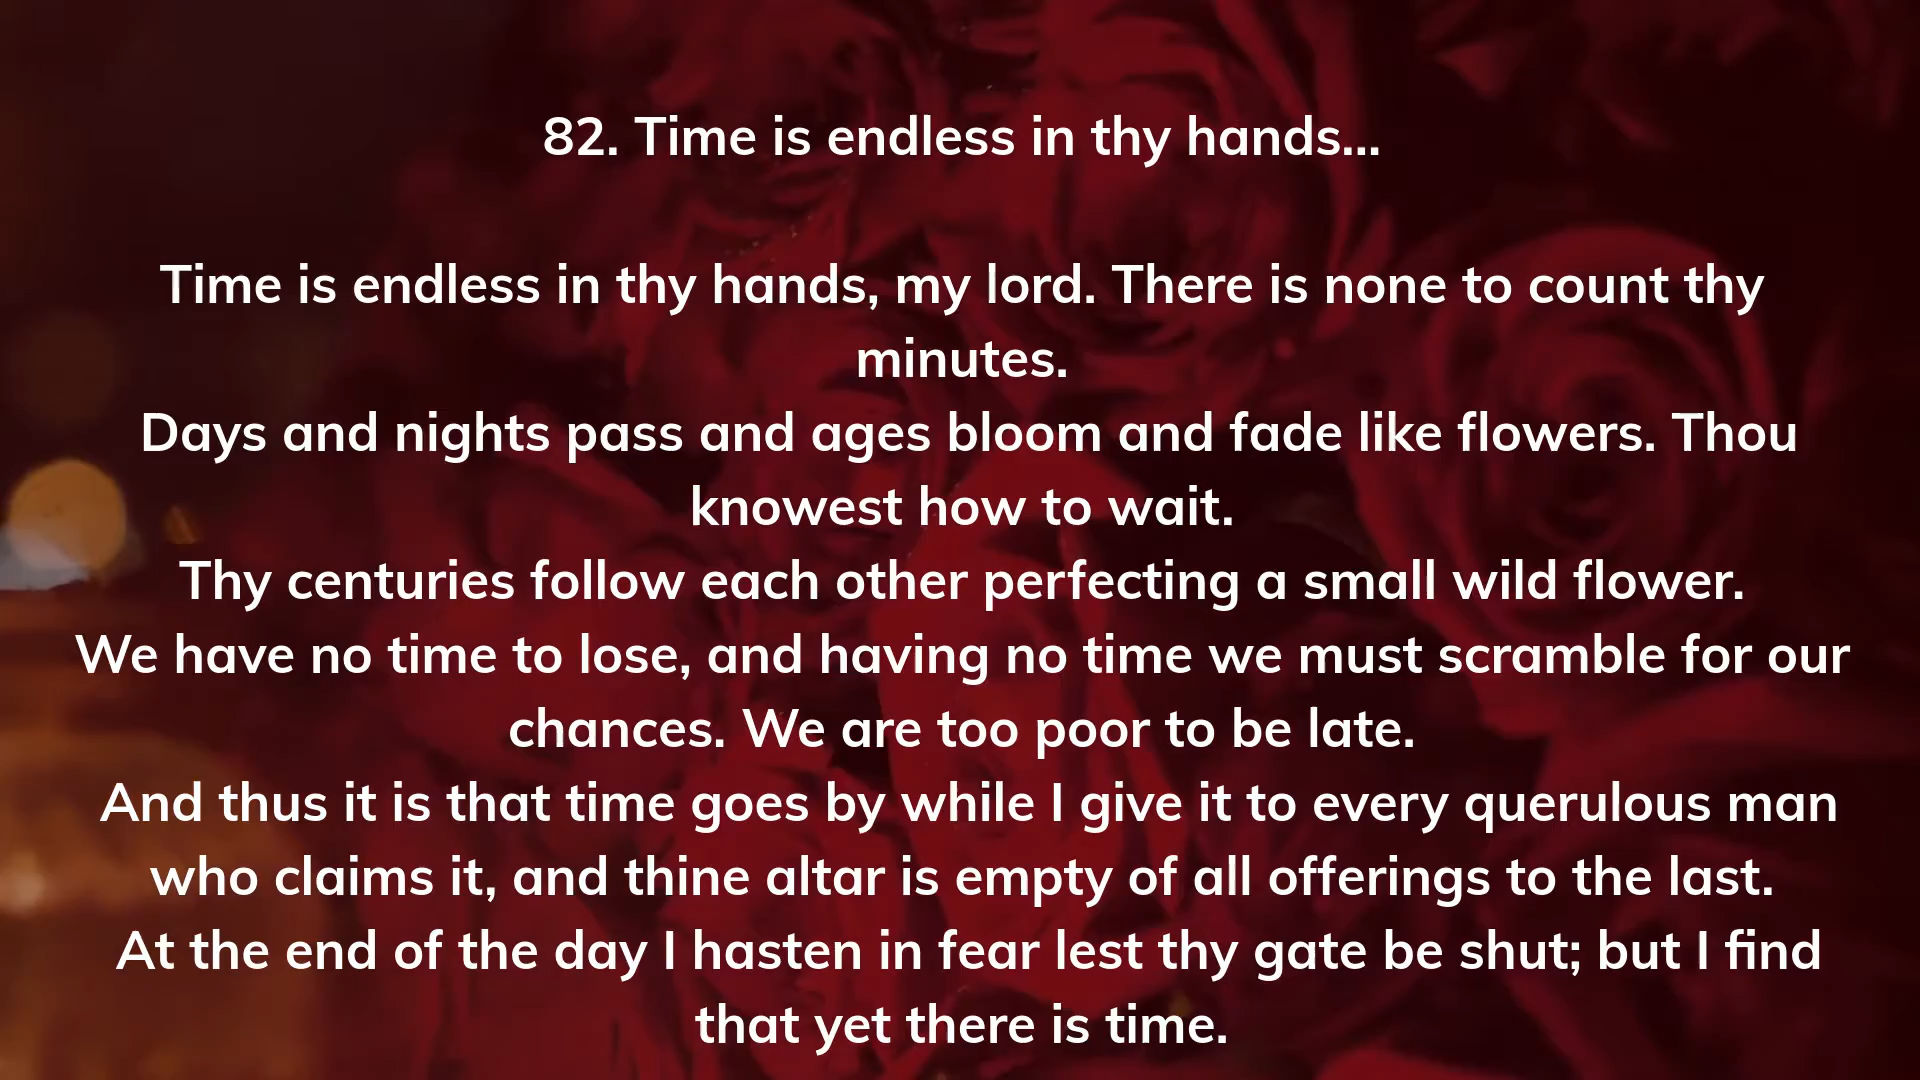 82. Time is endless in thy hands...
Time is endless in thy hands, my lord. There is none to count thy
minutes.
Days and nights pass and ages bloom and fade like flowers. Thou
knowest how to wait.
Thy centuries follow each other perfecting a small wild flower.
We have no time to lose, and having no time we must scramble for our
chances. We are too poor to be late.
And thus it is that time goes by while I give it to every querulous man
who claims it, and thine altar is empty of all offerings to the last.
At the end of the day I hasten in fear lest thy gate be shut; but I find
that yet there is time.